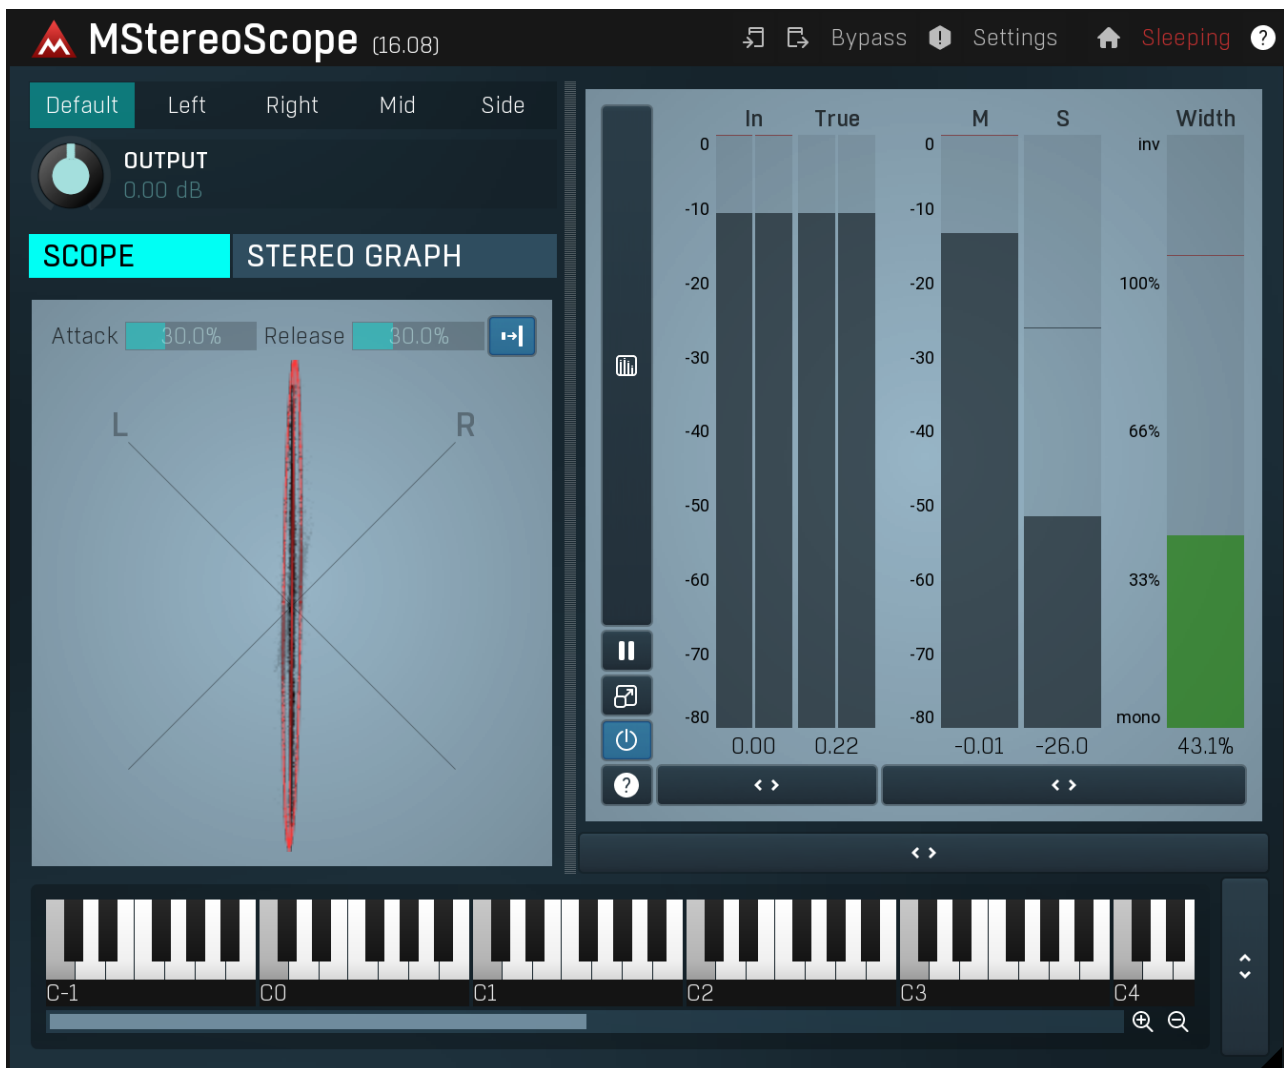 MStereoScope (16.08)
Bypass Settings Sleeping ?
Default Left Right Mid Side
OUTPUT
0.00 dB
SCOPE STEREO GRAPH
Attack 30.0% Release 30.0%
L R
In True M S Width
0 0 inv
-10 -10
-20 -20 100%
-30 -30
-40 -40 66%
-50 -50
-60 -60 33%
-70 -70
-80 -80 mono
0.00 0.22 -0.01 -26.0 43.1%
?
C-1 C0 C1 C2 C3 C4